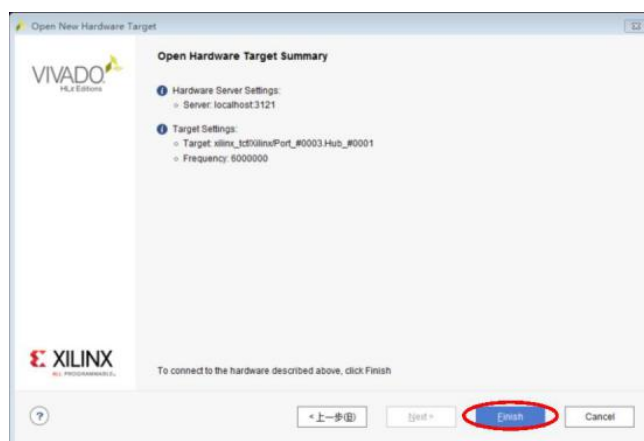 Open New Hardware Target
VIVADO
HLx Editions
Open Hardware Target Summary
Hardware Server Settings:
Server: localhost:3121
Target Settings:
Target: xilinx_tcf/Xilinx/Port_#0003.Hub_#0001
Frequency: 6000000
XILINX
ALL PROGRAMMABLE.
To connect to the hardware described above, click Finish
?
<上一步(B)
Next >
Finish
Cancel